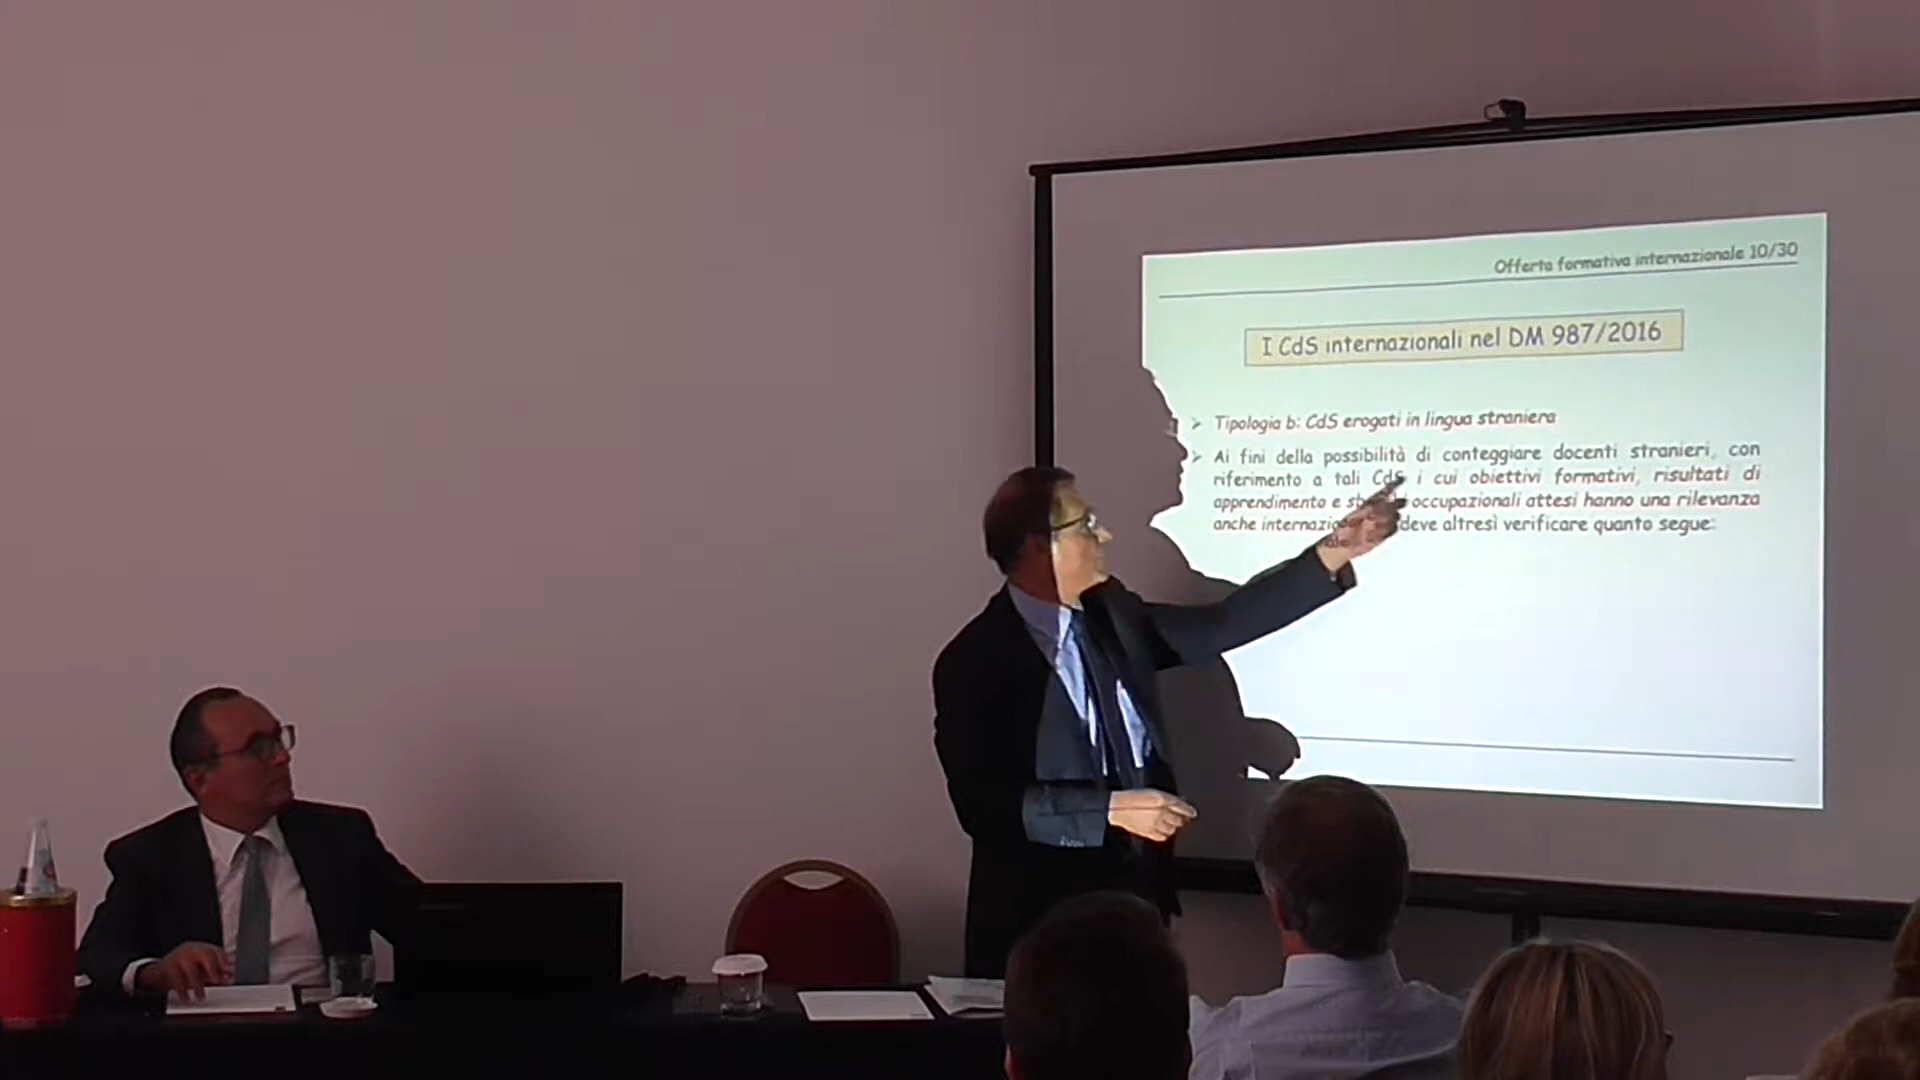 Offerta formativa internazionale 10/30
I CdS internazionali nel DM 987/2016
➢ Tipologia b: CdS erogati in lingua straniera
➢ Ai fini della possibilità di conteggiare docenti stranieri, con
riferimento a tali CdS i cui obiettivi formativi, risultati di
apprendimento e occupazionali attesi hanno una rilevanza
anche deve altresì verificare quanto segue: